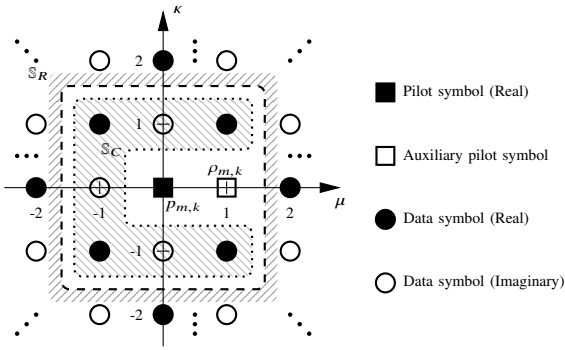 κ
2
𝕊_R
Pilot symbol (Real)
1
𝕊_C
Auxiliary pilot symbol
ρ_{m,k}
p_{m,k}
μ
-2
-1
1
2
Data symbol (Real)
-1
Data symbol (Imaginary)
-2